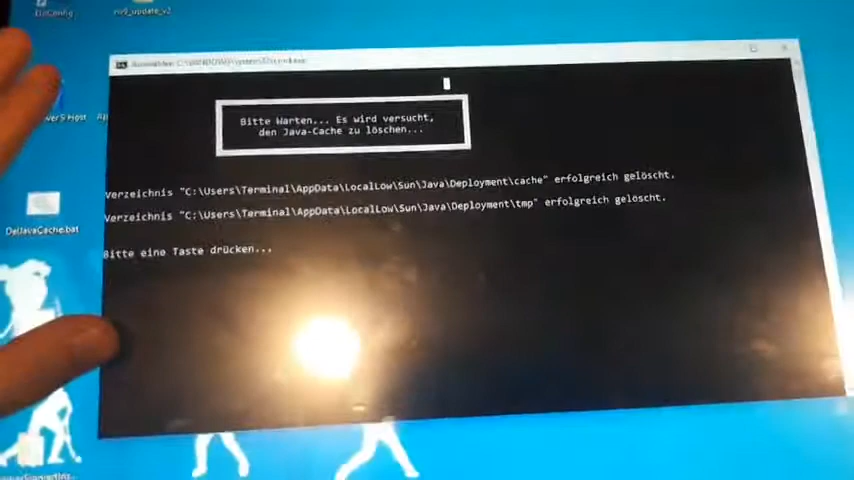 nv9_update_v2
Bitte Warten... Es wird versucht,
den Java-Cache zu löschen...
Verzeichnis "C:\Users\Terminal\AppData\LocalLow\Sun\Java\Deployment\cache" erfolgreich gelöscht.
Verzeichnis "C:\Users\Terminal\AppData\LocalLow\Sun\Java\Deployment\tmp" erfolgreich gelöscht.
Bitte eine Taste drücken...
DelJavaCache.bat